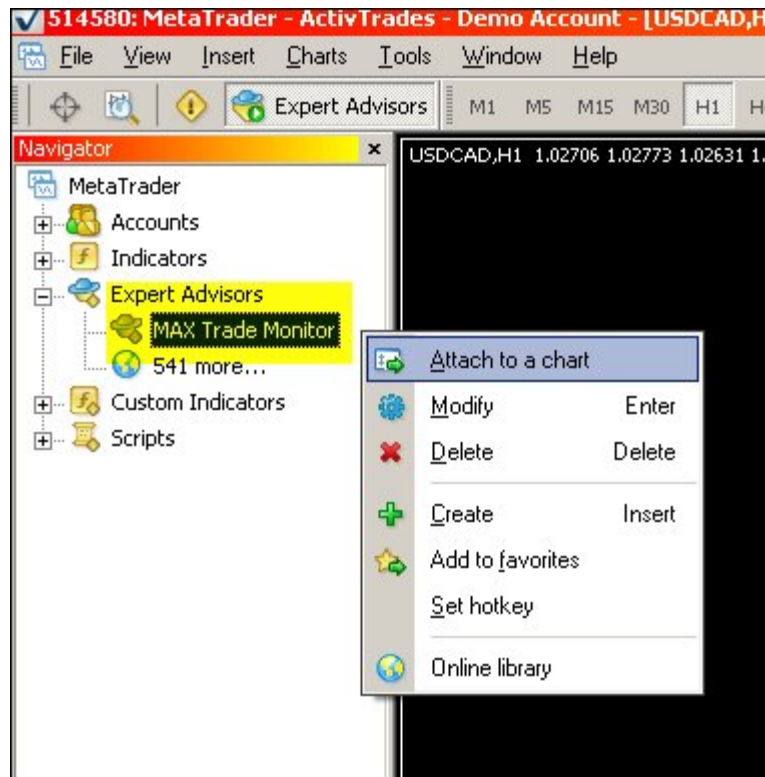 514580: MetaTrader - ActivTrades - Demo Account - [USDCAD,H
File View Insert Charts Tools Window Help
Expert Advisors M1 M5 M15 M30 H1 H
Navigator
USDCAD,H1 1.02706 1.02773 1.02631 1.
MetaTrader
Accounts
Indicators
Expert Advisors
MAX Trade Monitor
541 more...
Custom Indicators
Scripts
Attach to a chart
Modify Enter
Delete Delete
Create Insert
Add to favorites
Set hotkey
Online library